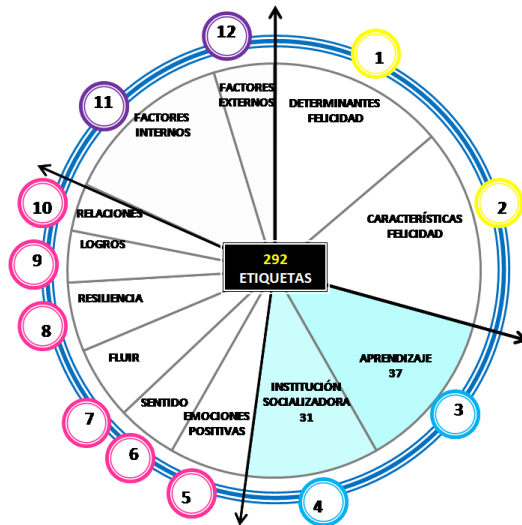 12
1
FACTORES
EXTERNOS
DETERMINANTES
FELICIDAD
11
FACTORES
INTERNOS
10
RELACIONES
2
CARACTERÍSTICAS
FELICIDAD
9
LOGROS
292
ETIQUETAS
8
RESILIENCIA
FLUIR
APRENDIZAJE
37
INSTITUCIÓN
SOCIALIZADORA
31
3
7
SENTIDO
EMOCIONES
POSITIVAS
6
5
4